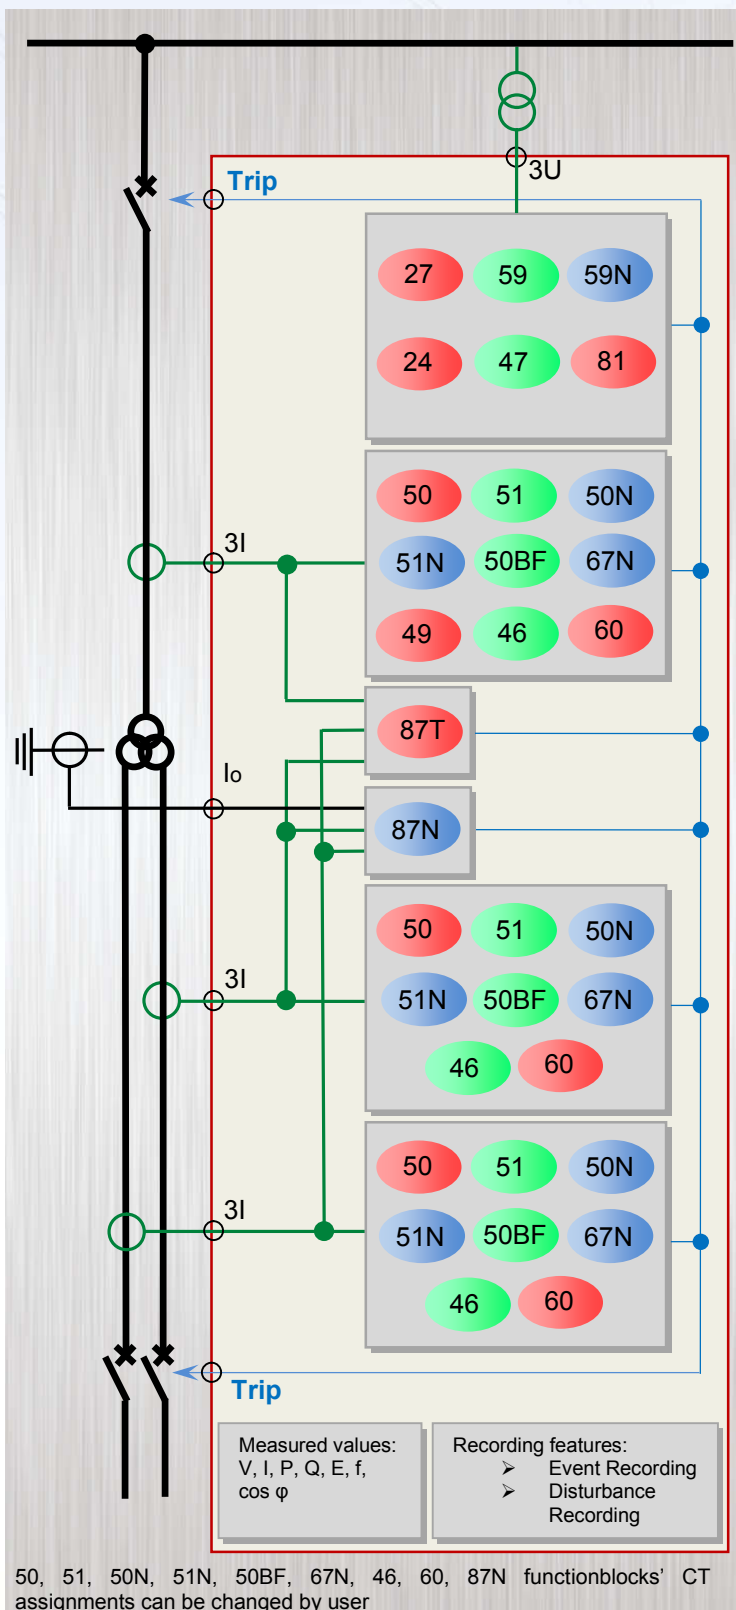 3U
Trip
27 59 59N
24 47 81
50 51 50N
3I
51N 50BF 67N
49 46 60
87T
Io
87N
50 51 50N
3I
51N 50BF 67N
46 60
50 51 50N
3I
51N 50BF 67N
46 60
Trip
Measured values:
V, I, P, Q, E, f,
cos φ
Recording features:
➢ Event Recording
➢ Disturbance
Recording
50, 51, 50N, 51N, 50BF, 67N, 46, 60, 87N functionblocks' CT
assignments can be changed by user